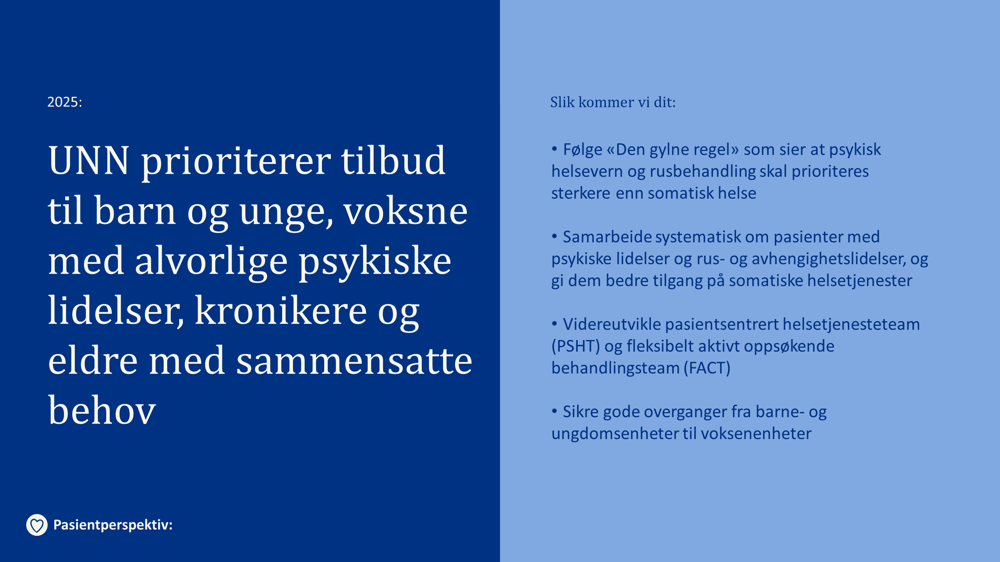 2025:
UNN prioriterer tilbud
til barn og unge, voksne
med alvorlige psykiske
lidelser, kronikere og
eldre med sammensatte
behov
Pasientperspektiv:
Slik kommer vi dit:
• Følge «Den gylne regel» som sier at psykisk
helsevern og rusbehandling skal prioriteres
sterkere enn somatisk helse
• Samarbeide systematisk om pasienter med
psykiske lidelser og rus- og avhengighetslidelser, og
gi dem bedre tilgang på somatiske helsetjenester
• Videreutvikle pasientsentrert helsetjenesteteam
(PSHT) og fleksibelt aktivt oppsøkende
behandlingsteam (FACT)
• Sikre gode overganger fra barne- og
ungdomsenheter til voksenenheter